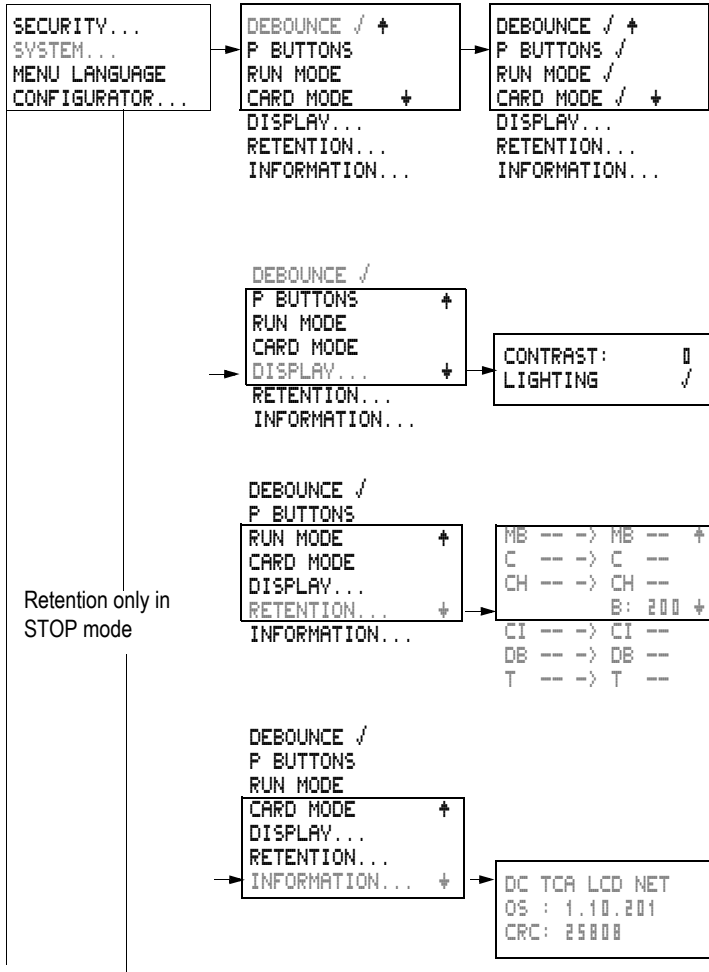 SECURITY...
SYSTEM...
MENU LANGUAGE
CONFIGURATOR...
DEBOUNCE √ ↑
P BUTTONS
RUN MODE
CARD MODE ↓
DISPLAY...
RETENTION...
INFORMATION...
DEBOUNCE √ ↑
P BUTTONS √
RUN MODE √
CARD MODE √ ↓
DISPLAY...
RETENTION...
INFORMATION...
DEBOUNCE √
P BUTTONS ↑
RUN MODE
CARD MODE
DISPLAY... ↓
RETENTION...
INFORMATION...
CONTRAST: 0
LIGHTING √
Retention only in
STOP mode
DEBOUNCE √
P BUTTONS
RUN MODE ↑
CARD MODE
DISPLAY...
RETENTION... ↓
INFORMATION...
MB -- -> MB -- ↑
C -- -> C --
CH -- -> CH --
B: 200 ↓
CI -- -> CI --
DB -- -> DB --
T -- -> T --
DEBOUNCE √
P BUTTONS
RUN MODE
CARD MODE ↑
DISPLAY...
RETENTION...
INFORMATION... ↓
DC TCA LCD NET
OS : 1.10.201
CRC: 25808